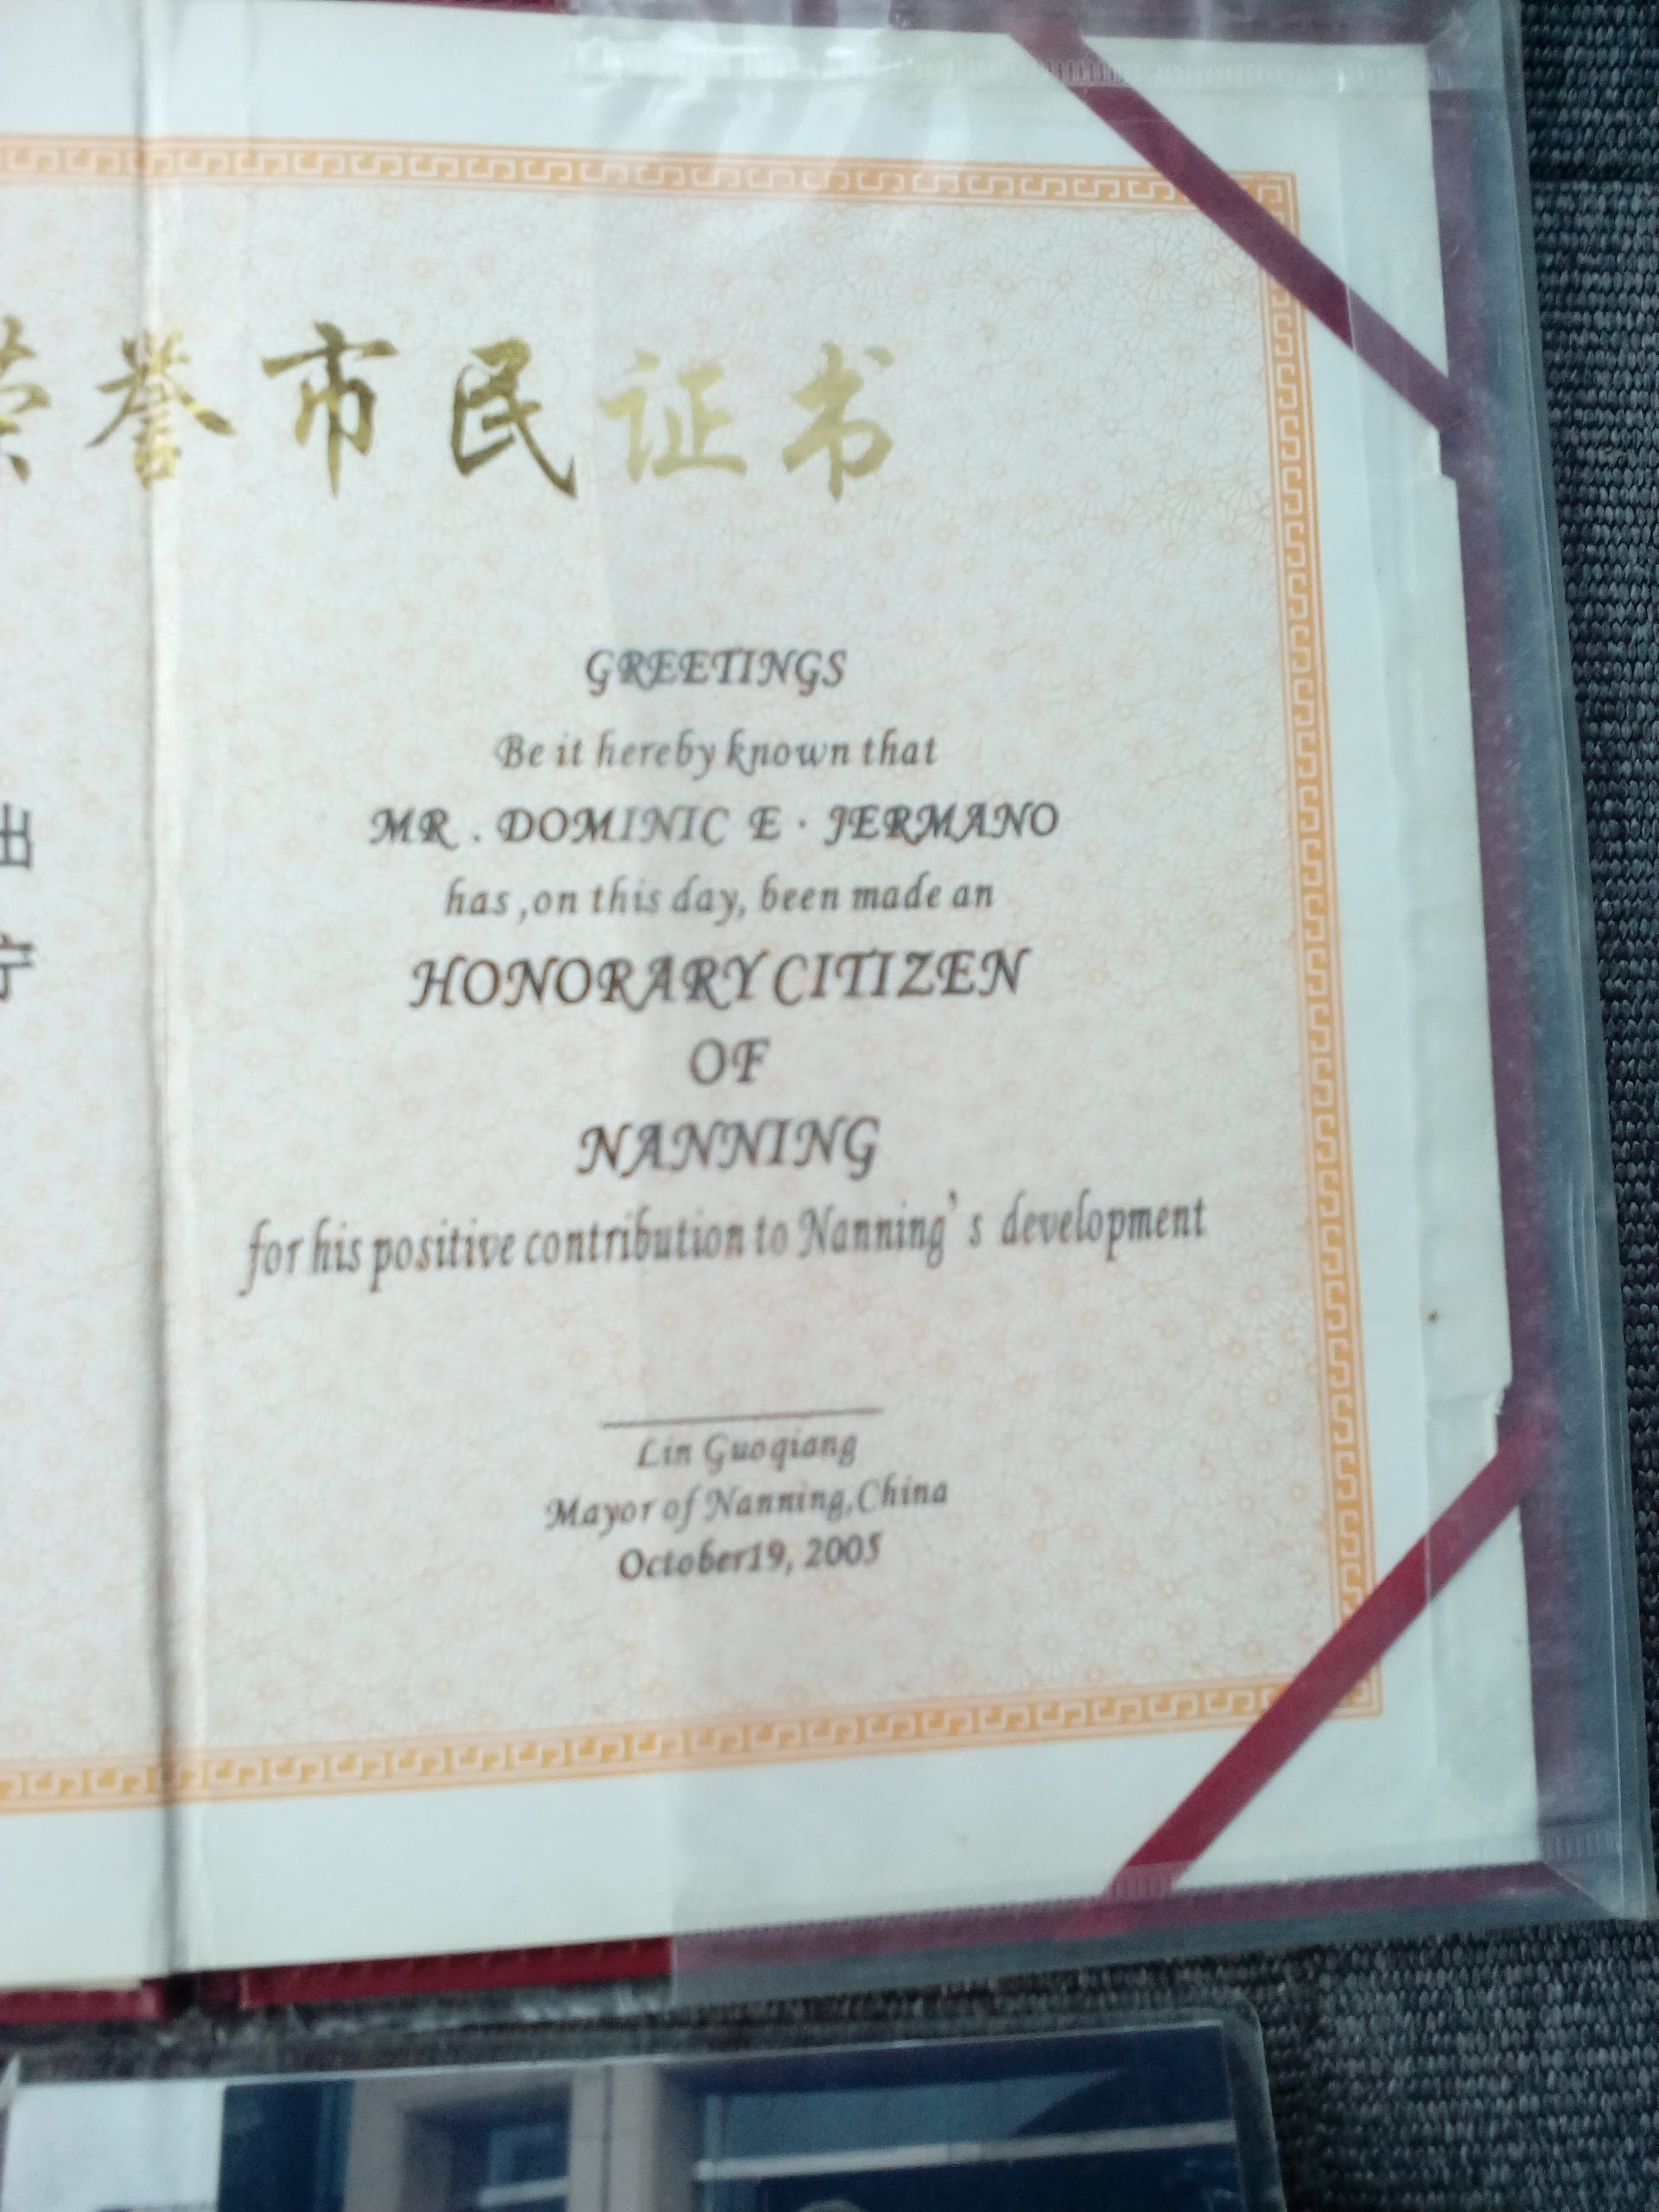 荣誉市民证书
出
宁
GREETINGS
Be it hereby known that
MR . DOMINIC E · JERMANO
has ,on this day, been made an
HONORARY CITIZEN
OF
NANNING
for his positive contribution to Nanning's development
Lin Guoqiang
Mayor of Nanning,China
October19, 2005